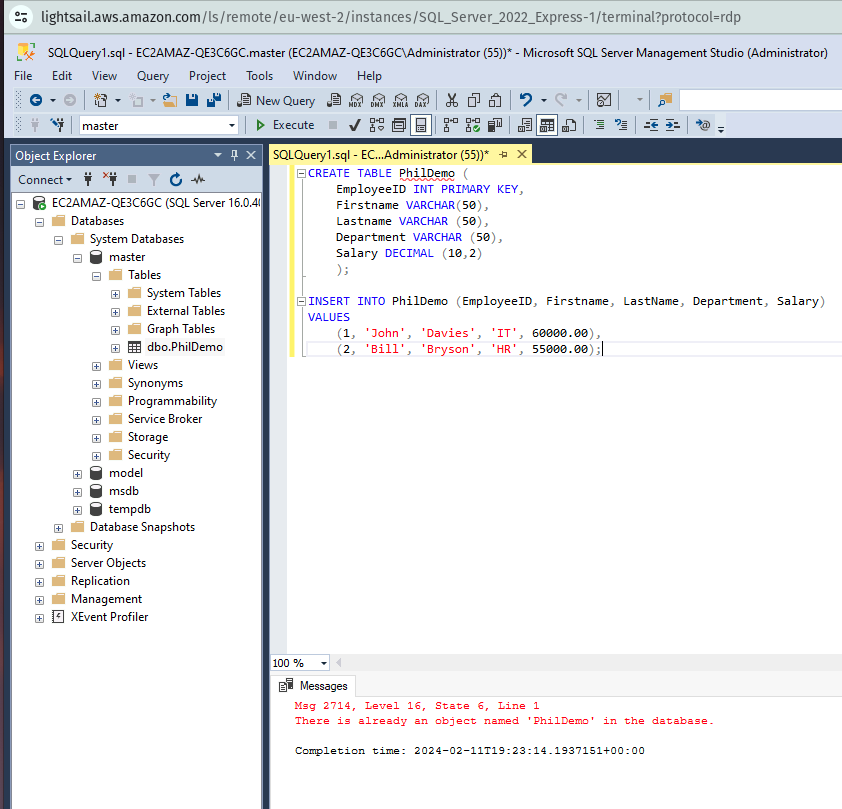 lightsail.aws.amazon.com/ls/remote/eu-west-2/instances/SQL_Server_2022_Express-1/terminal?protocol=rdp
SQLQuery1.sql - EC2AMAZ-QE3C6GC.master (EC2AMAZ-QE3C6GC\Administrator (55))* - Microsoft SQL Server Management Studio (Administrator)
File Edit View Query Project Tools Window Help
New Query MDX DMX XMLA DAX
master Execute
Object Explorer
Connect
EC2AMAZ-QE3C6GC (SQL Server 16.0.40
Databases
System Databases
master
Tables
System Tables
External Tables
Graph Tables
dbo.PhilDemo
Views
Synonyms
Programmability
Service Broker
Storage
Security
model
msdb
tempdb
Database Snapshots
Security
Server Objects
Replication
Management
XEvent Profiler
SQLQuery1.sql - EC...Administrator (55))*
CREATE TABLE PhilDemo (
EmployeeID INT PRIMARY KEY,
Firstname VARCHAR(50),
Lastname VARCHAR (50),
Department VARCHAR (50),
Salary DECIMAL (10,2)
);
INSERT INTO PhilDemo (EmployeeID, Firstname, LastName, Department, Salary)
VALUES
(1, 'John', 'Davies', 'IT', 60000.00),
(2, 'Bill', 'Bryson', 'HR', 55000.00);
100 %
Messages
Msg 2714, Level 16, State 6, Line 1
There is already an object named 'PhilDemo' in the database.
Completion time: 2024-02-11T19:23:14.1937151+00:00